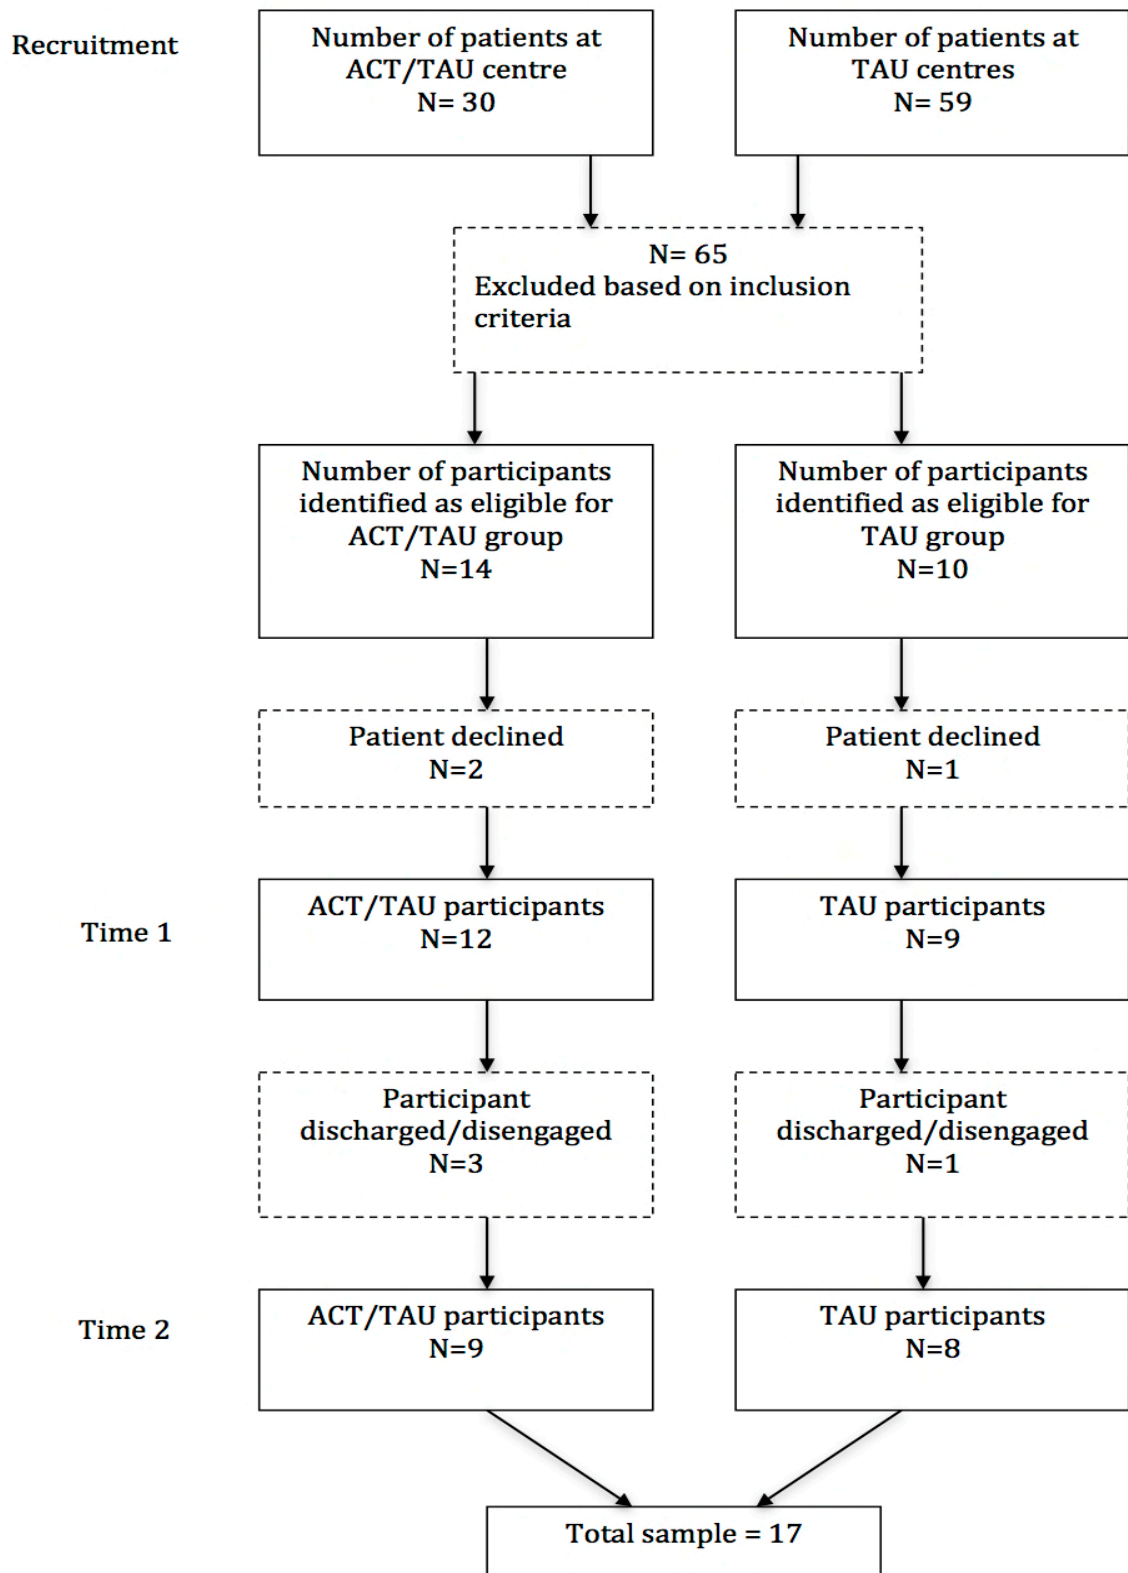 Recruitment
Number of patients at
ACT/TAU centre
N= 30
Number of patients at
TAU centres
N= 59
N= 65
Excluded based on inclusion
criteria
Number of participants
identified as eligible for
ACT/TAU group
N=14
Number of participants
identified as eligible for
TAU group
N=10
Patient declined
N=2
Patient declined
N=1
Time 1
ACT/TAU participants
N=12
TAU participants
N=9
Participant
discharged/disengaged
N=3
Participant
discharged/disengaged
N=1
Time 2
ACT/TAU participants
N=9
TAU participants
N=8
Total sample = 17